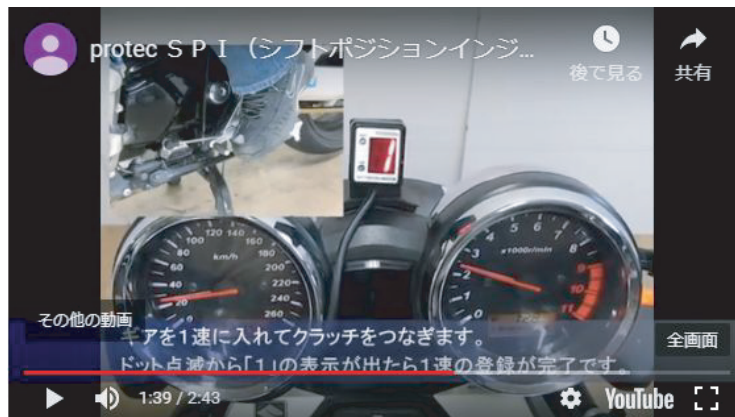 protec ＳＰＩ（シフトポジションインジ...
後で見る
共有
1
km/h
20
40
60
80
100
120
140
160
180
200
220
240
260
x1000r/min
0
1
2
3
4
5
6
7
8
9
10
11
その他の動画
ギアを1速に入れてクラッチをつなぎます。
全画面
ドット点滅から「1」の表示が出たら1速の登録が完了です。
1:39 / 2:43
YouTube